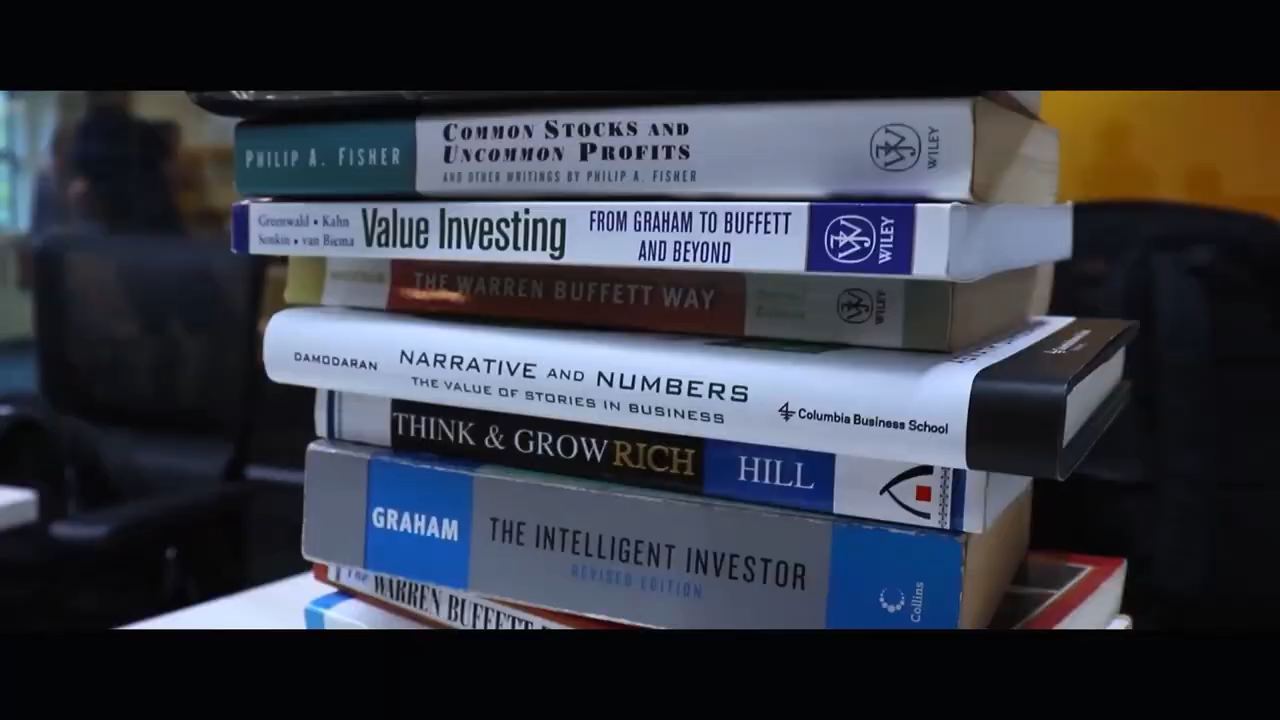 PHILIP A. FISHER
COMMON STOCKS AND
UNCOMMON PROFITS
AND OTHER WRITINGS BY PHILIP A. FISHER
WILEY
Greenwald • Kahn
Sonkin • van Biema
Value Investing
FROM GRAHAM TO BUFFETT
AND BEYOND
WILEY
THE WARREN BUFFETT WAY
WILEY
DAMODARAN
NARRATIVE AND NUMBERS
THE VALUE OF STORIES IN BUSINESS
Columbia Business School
THINK & GROW RICH
HILL
GRAHAM
THE INTELLIGENT INVESTOR
REVISED EDITION
Collins
THE WARREN BUFFETT